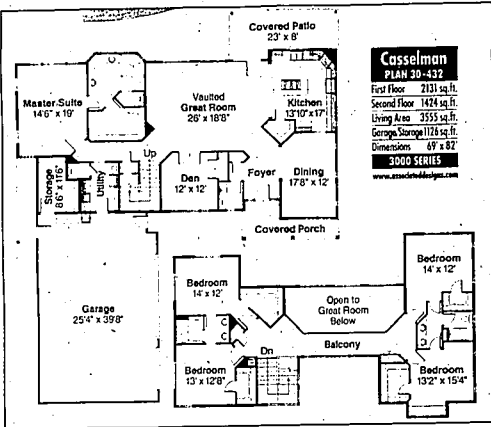 Covered Patio
23' x 8'
Casselman
PLAN 30-432
First Floor 2131 sq.ft.
Second Floor 1424 sq.ft.
Living Area 3555 sq.ft.
Garage/Storage 1126 sq.ft.
Dimensions 69' x 82'
3000 SERIES
www.associateddesigns.com
Master Suite
14'6" x 19'
Vaulted
Great Room
26' x 18'8"
Kitchen
13'10" x 17'
Storage
8'6" x 11'6"
Utility
Up
Den
12' x 12'
Foyer
Dining
17'8" x 12'
Covered Porch
Garage
25'4" x 39'8"
Bedroom
14' x 12'
Open to
Great Room
Below
Bedroom
14' x 12'
Balcony
Dn
Bedroom
13' x 12'8"
Bedroom
13'2" x 15'4"